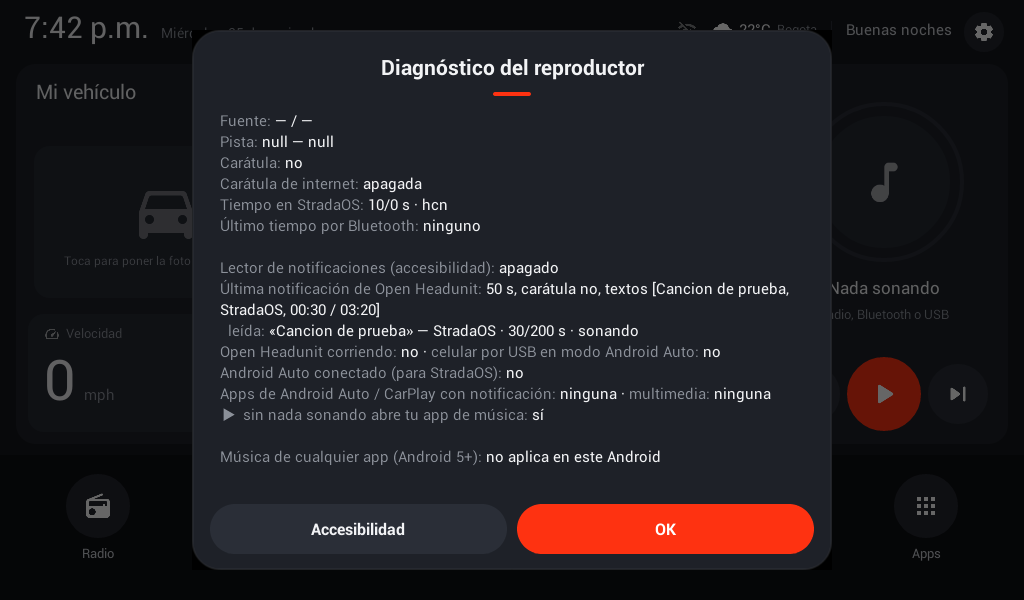 7:42 p.m.
22°C Bogota
Buenas noches
Mi vehículo
Toca para poner la foto
Velocidad
0 mph
Radio
Diagnóstico del reproductor
Fuente: — / —
Pista: null — null
Carátula: no
Carátula de internet: apagada
Tiempo en StradaOS: 10/0 s · hcn
Último tiempo por Bluetooth: ninguno
Lector de notificaciones (accesibilidad): apagado
Última notificación de Open Headunit: 50 s, carátula no, textos [Cancion de prueba,
StradaOS, 00:30 / 03:20]
leída: «Cancion de prueba» — StradaOS · 30/200 s · sonando
Open Headunit corriendo: no · celular por USB en modo Android Auto: no
Android Auto conectado (para StradaOS): no
Apps de Android Auto / CarPlay con notificación: ninguna · multimedia: ninguna
▶ sin nada sonando abre tu app de música: sí
Música de cualquier app (Android 5+): no aplica en este Android
Accesibilidad
OK
Nada sonando
Bluetooth o USB
Apps